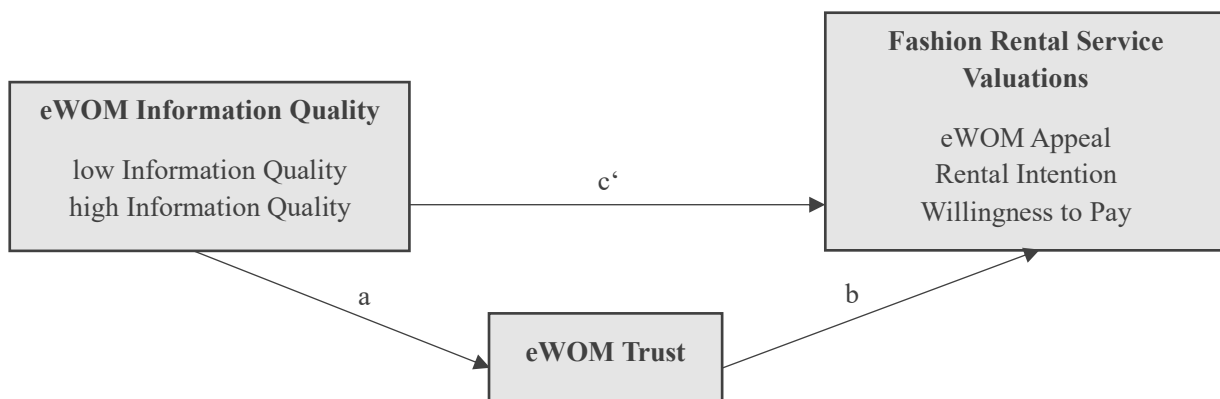 eWOM Information Quality
low Information Quality
high Information Quality
c‘
Fashion Rental Service
Valuations
eWOM Appeal
Rental Intention
Willingness to Pay
a
b
eWOM Trust